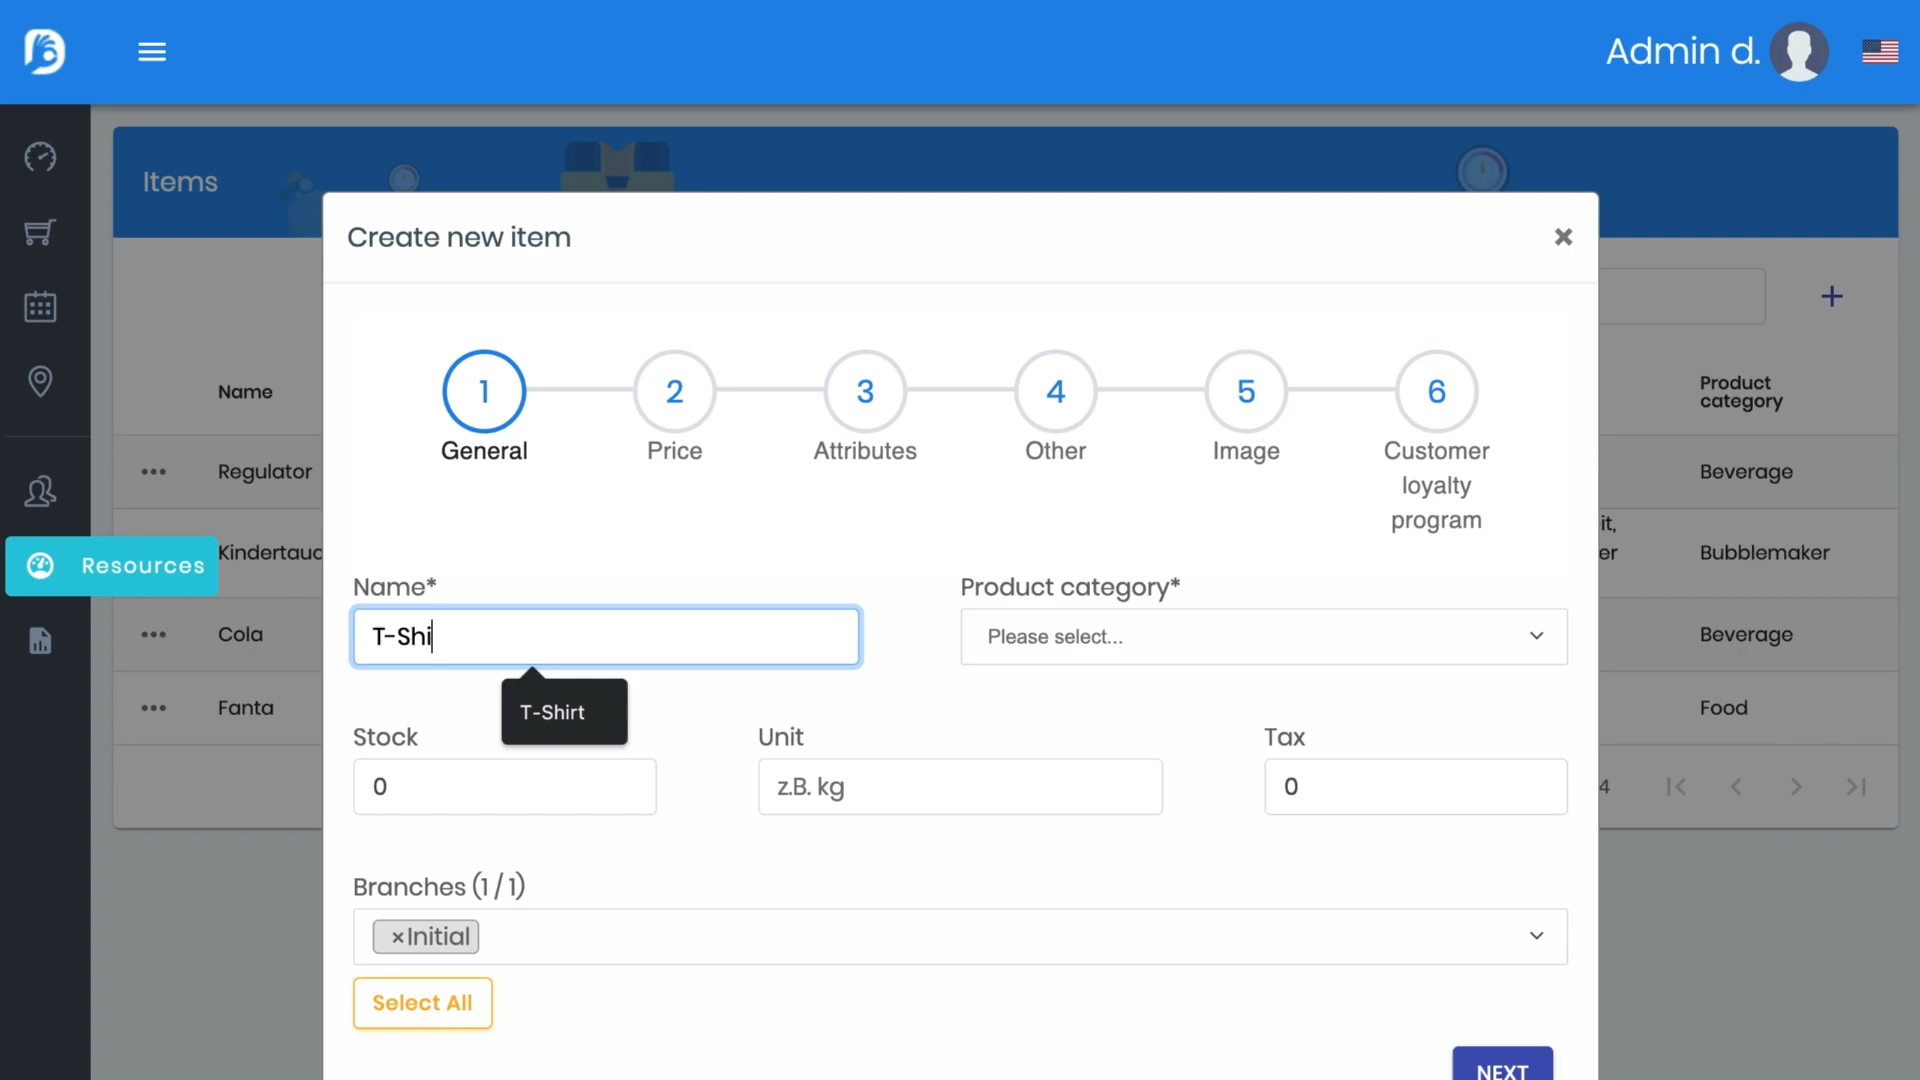 Admin d.
Items
Create new item
1
2
3
4
5
6
General
Price
Attributes
Other
Image
Customer
loyalty
program
Name
Product
category
Regulator
Beverage
Kindertauc
it,
er
Bubblemaker
Resources
Cola
Beverage
Fanta
Food
4
Name*
Product category*
T-Shi
Please select...
T-Shirt
Stock
Unit
Tax
0
z.B. kg
0
Branches (1 / 1)
×Initial
Select All
NEXT